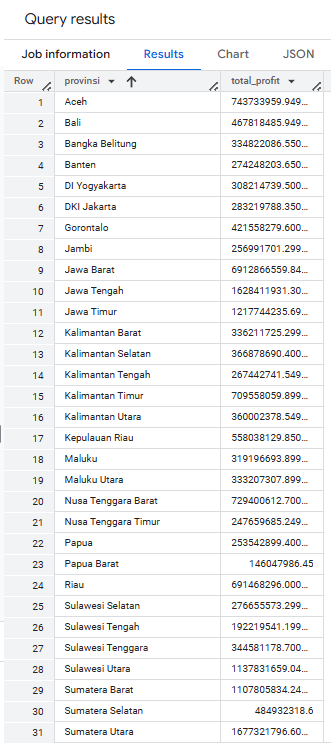 Query results
Job information Results Chart JSON
Row provinsi total_profit
1 Aceh 743733959.949...
2 Bali 467818485.949...
3 Bangka Belitung 334822086.550...
4 Banten 274248203.650...
5 DI Yogyakarta 308214739.500...
6 DKI Jakarta 283219788.350...
7 Gorontalo 421558279.600...
8 Jambi 256991701.299...
9 Jawa Barat 6912866559.84...
10 Jawa Tengah 1628411931.30...
11 Jawa Timur 1217744235.69...
12 Kalimantan Barat 336211725.299...
13 Kalimantan Selatan 366878690.400...
14 Kalimantan Tengah 267442741.549...
15 Kalimantan Timur 709558059.899...
16 Kalimantan Utara 360002378.549...
17 Kepulauan Riau 558038129.850...
18 Maluku 319196693.899...
19 Maluku Utara 333207307.899...
20 Nusa Tenggara Barat 729400612.700...
21 Nusa Tenggara Timur 247659685.249...
22 Papua 253542899.400...
23 Papua Barat 146047986.45
24 Riau 691468296.000...
25 Sulawesi Selatan 276655573.299...
26 Sulawesi Tengah 192219541.199...
27 Sulawesi Tenggara 344581178.700...
28 Sulawesi Utara 1137831659.04...
29 Sumatera Barat 1107805834.24...
30 Sumatera Selatan 484932318.6
31 Sumatera Utara 1677321796.60...